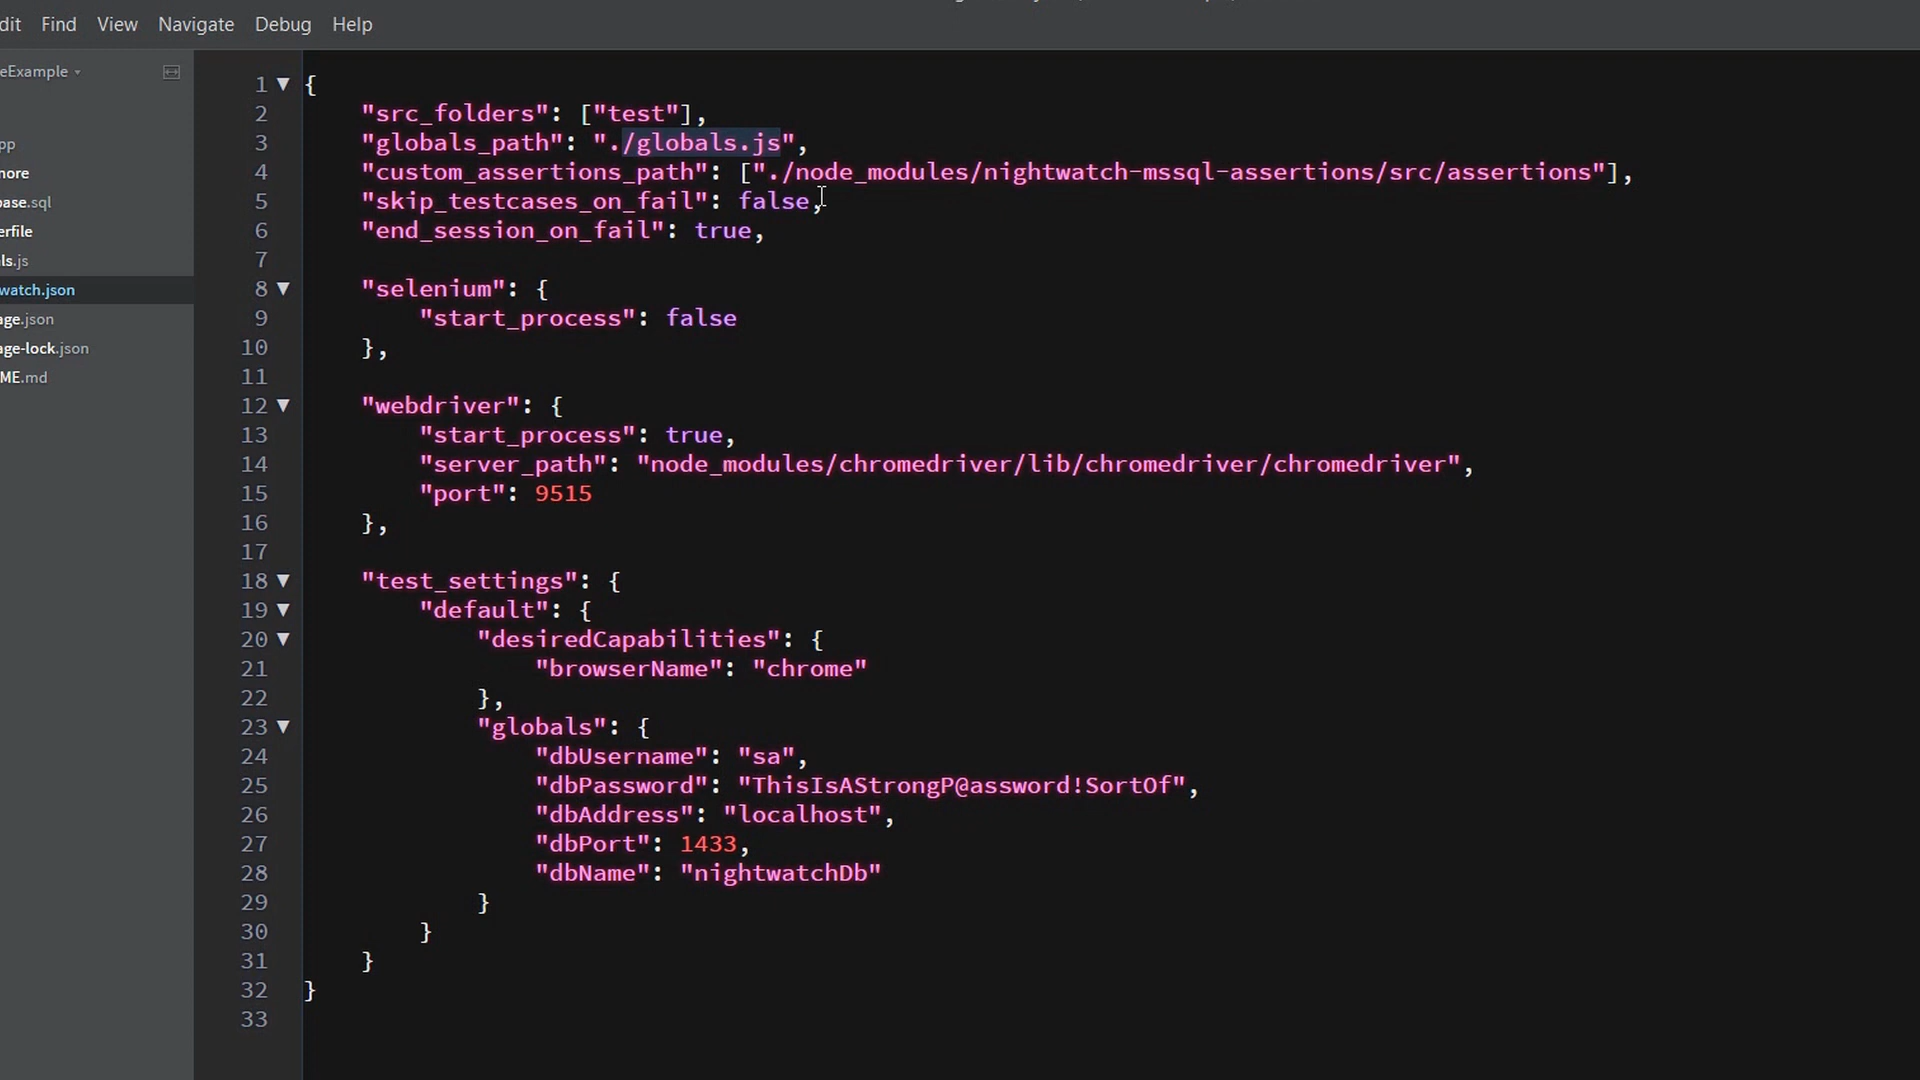 dit Find View Navigate Debug Help
eExample
pp
nore
base.sql
erfile
ls.js
watch.json
age.json
age-lock.json
ME.md
1 {
2 "src_folders": ["test"],
3 "globals_path": "./globals.js",
4 "custom_assertions_path": ["./node_modules/nightwatch-mssql-assertions/src/assertions"],
5 "skip_testcases_on_fail": false,
6 "end_session_on_fail": true,
7
8 "selenium": {
9 "start_process": false
10 },
11
12 "webdriver": {
13 "start_process": true,
14 "server_path": "node_modules/chromedriver/lib/chromedriver/chromedriver",
15 "port": 9515
16 },
17
18 "test_settings": {
19 "default": {
20 "desiredCapabilities": {
21 "browserName": "chrome"
22 },
23 "globals": {
24 "dbUsername": "sa",
25 "dbPassword": "ThisIsAStrongP@assword!SortOf",
26 "dbAddress": "localhost",
27 "dbPort": 1433,
28 "dbName": "nightwatchDb"
29 }
30 }
31 }
32 }
33